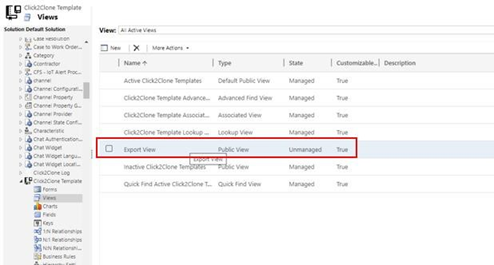 Click2Clone Template
Views
Solution Default Solution
View: All Active Views
New
More Actions
Name
Type
State
Customizable...
Description
Case Resolution
Case to Work Order...
Category
Ccontractor
CFS - IoT Alert Proc...
channel
Channel Configurati...
Channel Property
Channel Property G...
Channel Provider
Channel State Conf...
Characteristic
Chat Authentication...
Chat Widget
Chat Widget Langu...
Chat Widget Locati...
Click2Clone Log
Click2Clone Template
Forms
Views
Charts
Fields
Keys
1:N Relationships
N:1 Relationships
N:N Relationshi...
Business Rules
Hierarchy Setti...
Active Click2Clone Templates Default Public View Managed True
Click2Clone Template Advance... Advanced Find View Managed True
Click2Clone Template Associat... Associated View Managed True
Click2Clone Template Lookup ... Lookup View Managed True
Export View Public View Unmanaged True
Export View
Inactive Click2Clone Templates Public View Managed True
Quick Find Active Click2Clone T... Quick Find View Managed True